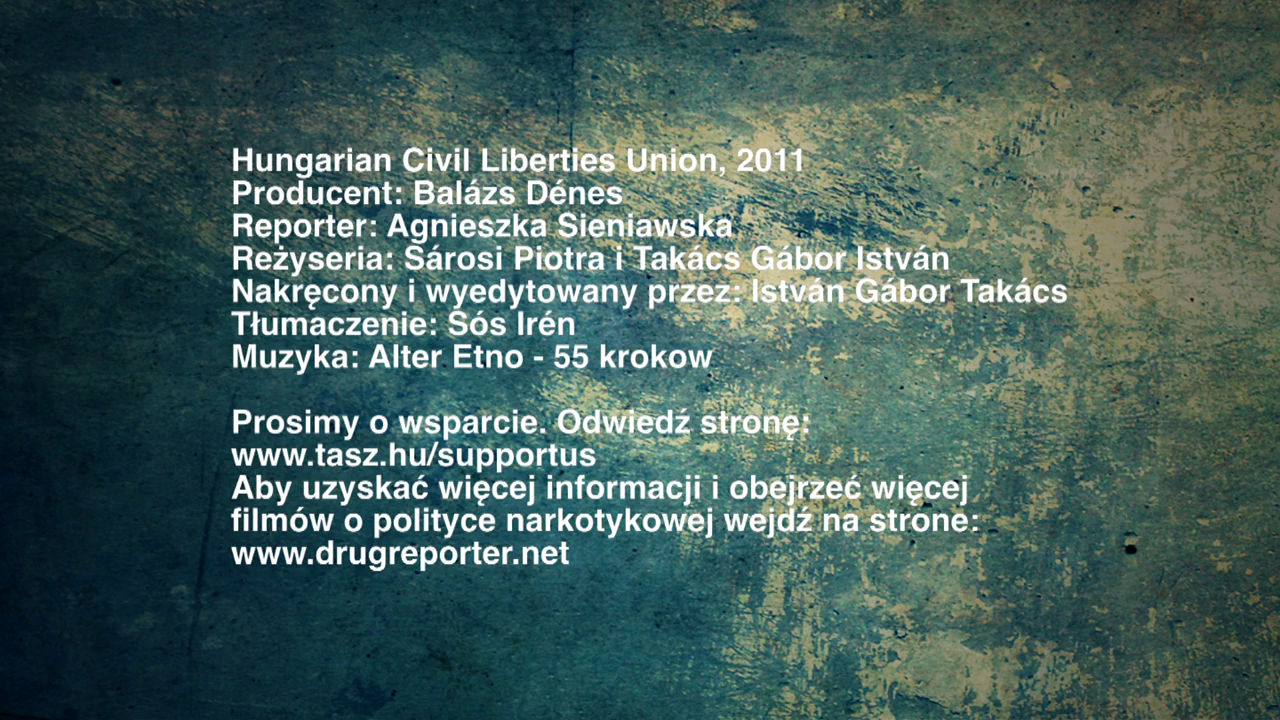 Hungarian Civil Liberties Union, 2011
Producent: Balázs Dénes
Reporter: Agnieszka Sieniawska
Reżyseria: Sárosi Piotra i Takács Gábor István
Nakręcony i wyedytowany przez: István Gábor Takács
Tłumaczenie: Sós Irén
Muzyka: Alter Etno - 55 krokow
Prosimy o wsparcie. Odwiedź stronę:
www.tasz.hu/supportus
Aby uzyskać więcej informacji i obejrzeć więcej
filmów o polityce narkotykowej wejdź na strone:
www.drugreporter.net